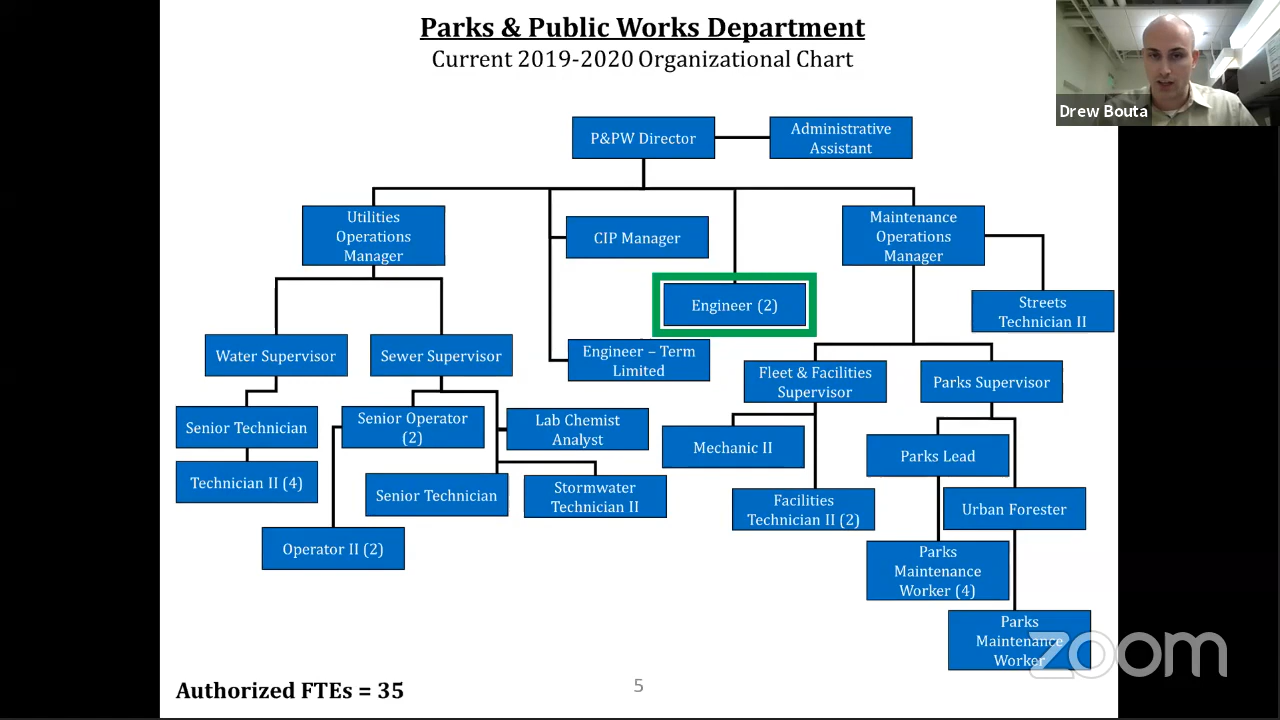 Parks & Public Works Department
Current 2019-2020 Organizational Chart
Drew Bouta
P&PW Director
Administrative
Assistant
Utilities
Operations
Manager
CIP Manager
Maintenance
Operations
Manager
Engineer (2)
Streets
Technician II
Water Supervisor
Sewer Supervisor
Engineer – Term
Limited
Fleet & Facilities
Supervisor
Parks Supervisor
Senior Technician
Senior Operator
(2)
Lab Chemist
Analyst
Mechanic II
Parks Lead
Technician II (4)
Senior Technician
Stormwater
Technician II
Facilities
Technician II (2)
Urban Forester
Operator II (2)
Parks
Maintenance
Worker (4)
Parks
Maintenance
Worker
zoom
Authorized FTEs = 35
5